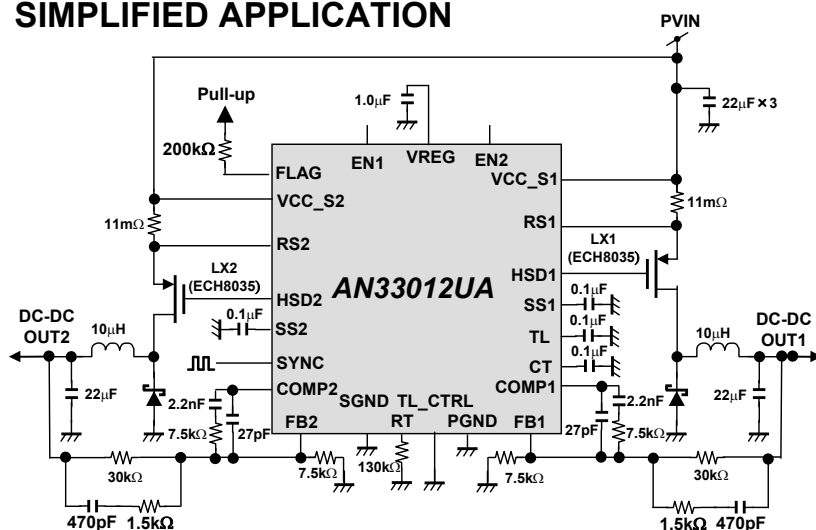 SIMPLIFIED APPLICATION
PVIN
Pull-up
1.0µF
22µF × 3
200kΩ
EN1
VREG
EN2
FLAG
VCC_S1
VCC_S2
11mΩ
11mΩ
RS1
RS2
LX2
(ECH8035)
LX1
(ECH8035)
HSD1
HSD2
AN33012UA
0.1µF
SS1
0.1µF
SS2
DC-DC
OUT2
10µH
TL
0.1µF
10µH
DC-DC
OUT1
SYNC
CT
0.1µF
COMP2
COMP1
22µF
2.2nF
2.2nF
22µF
SGND
TL_CTRL
FB2
RT
PGND
FB1
7.5kΩ
27pF
27pF
7.5kΩ
7.5kΩ
130kΩ
7.5kΩ
30kΩ
30kΩ
470pF
1.5kΩ
1.5kΩ
470pF